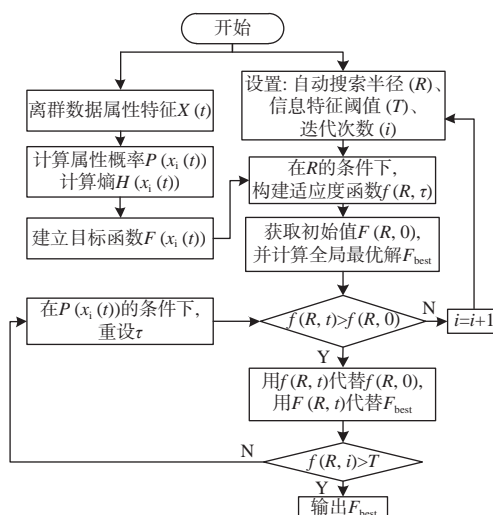 开始
离群数据属性特征X (t)
计算属性概率P (xi (t))
计算熵H (xi (t))
建立目标函数F (xi (t))
设置: 自动搜索半径 (R)、
信息特征阈值 (T)、
迭代次数 (i)
在R的条件下,
构建适应度函数f (R, τ)
获取初始值F (R, 0),
并计算全局最优解Fbest
在P (xi (t))的条件下,
重设τ
f (R, t)>f (R, 0)
N
i=i+1
Y
用f (R, t)代替f (R, 0),
用F (R, t)代替Fbest
N
f (R, i)>T
Y
输出Fbest